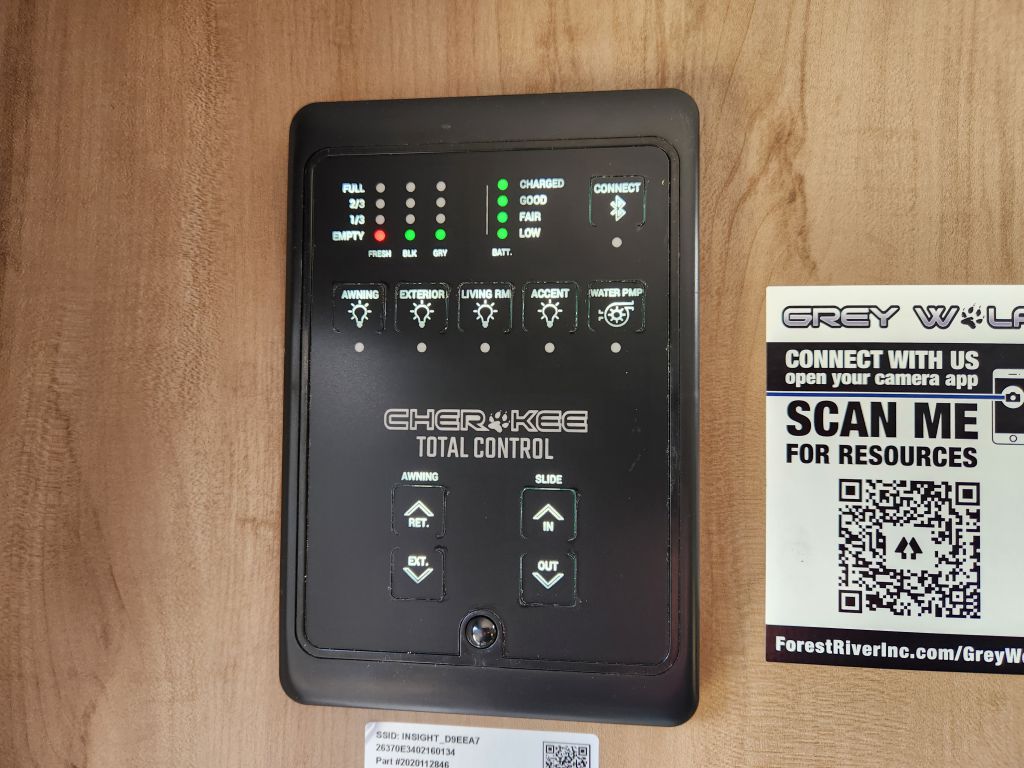 FULL
2/3
1/3
EMPTY
FRESH BLK GRY
CHARGED
GOOD
FAIR
LOW
BATT.
CONNECT
AWNING EXTERIOR LIVING RM ACCENT WATER PMP
CHEROKEE
TOTAL CONTROL
AWNING SLIDE
RET. IN
EXT. OUT
GREY
CONNECT WITH US
open your camera app
SCAN ME
FOR RESOURCES
ForestRiverInc.com/GreyWo
SSID: INSIGHT_D9EEA7
26370E3402160134
Part #2020112846